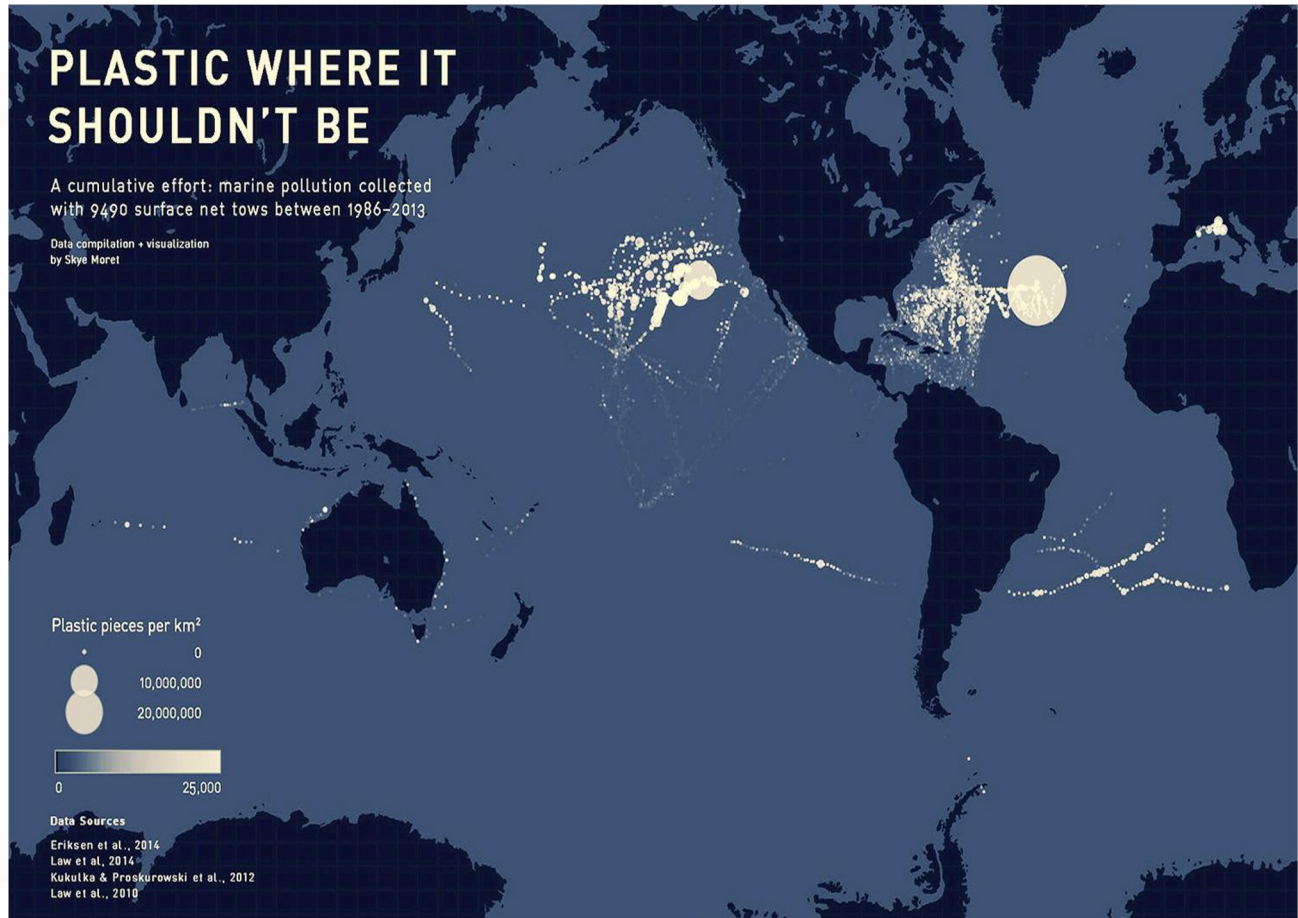 PLASTIC WHERE IT
SHOULDN'T BE
A cumulative effort: marine pollution collected
with 9490 surface net tows between 1986–2013
Data compilation + visualization
by Skye Moret
Plastic pieces per km²
0
10,000,000
20,000,000
0 25,000
Data Sources
Eriksen et al., 2014
Law et al, 2014
Kukulka & Proskurowski et al., 2012
Law et al., 2010